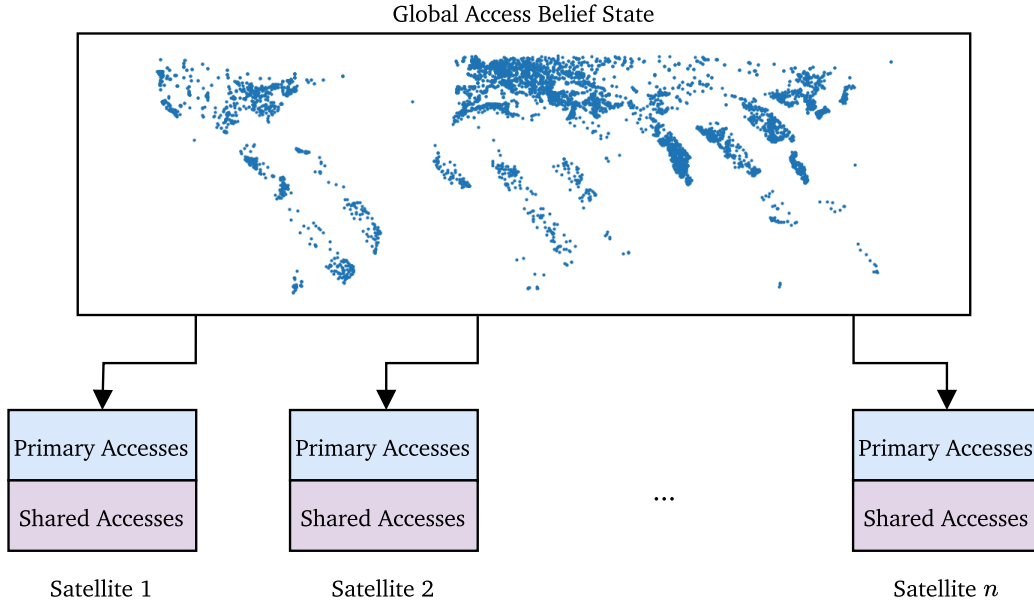 Global Access Belief State
Primary Accesses
Shared Accesses
Satellite 1
Primary Accesses
Shared Accesses
Satellite 2
...
Primary Accesses
Shared Accesses
Satellite n